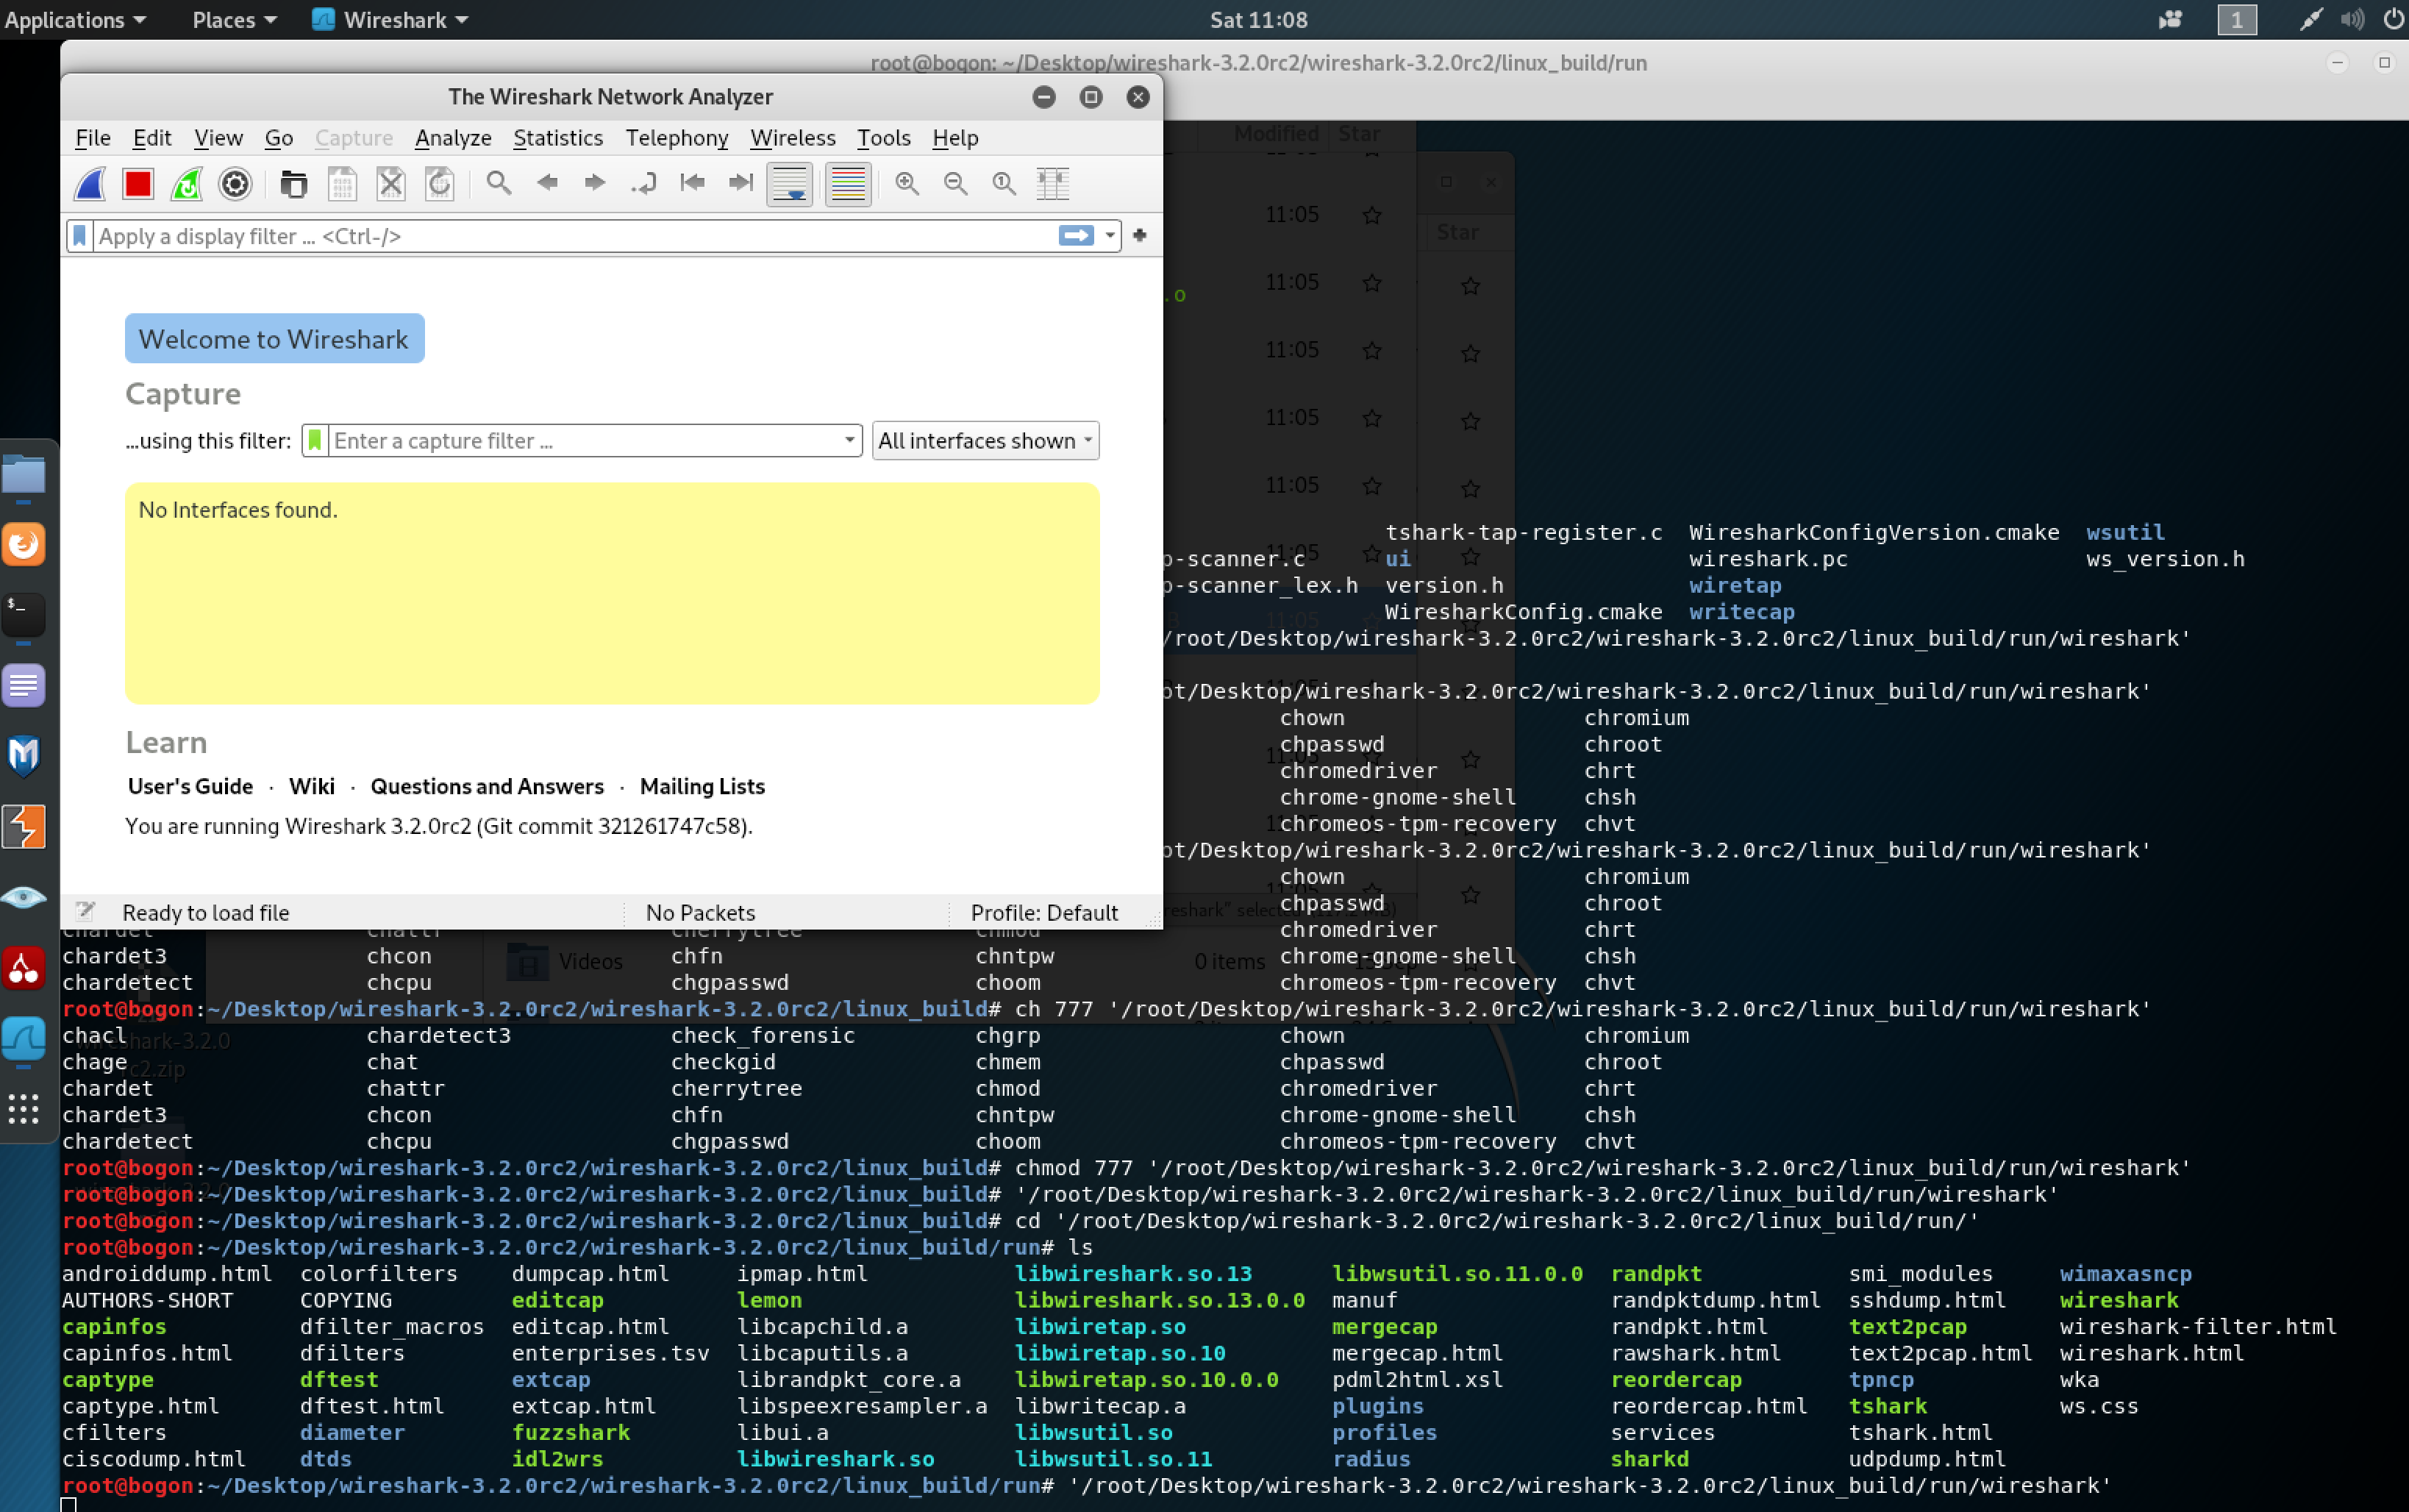 Applications Places Wireshark Sat 11:08 1
root@bogon: ~/Desktop/wireshark-3.2.0rc2/wireshark-3.2.0rc2/linux_build/run
The Wireshark Network Analyzer
File Edit View Go Capture Analyze Statistics Telephony Wireless Tools Help
Apply a display filter ... <Ctrl-/>
Welcome to Wireshark
Capture
...using this filter: Enter a capture filter ... All interfaces shown
No Interfaces found.
Learn
User's Guide · Wiki · Questions and Answers · Mailing Lists
You are running Wireshark 3.2.0rc2 (Git commit 321261747c58).
Ready to load file No Packets Profile: Default
Modified Star
11:05
Star
11:05
.o
11:05
11:05
11:05
11:05
tshark-tap-register.c WiresharkConfigVersion.cmake wsutil
p-scanner.c ui wireshark.pc ws_version.h
p-scanner_lex.h version.h wiretap
WiresharkConfig.cmake writecap
/root/Desktop/wireshark-3.2.0rc2/wireshark-3.2.0rc2/linux_build/run/wireshark'
ot/Desktop/wireshark-3.2.0rc2/wireshark-3.2.0rc2/linux_build/run/wireshark'
chown chromium
chpasswd chroot
chromedriver chrt
chrome-gnome-shell chsh
chromeos-tpm-recovery chvt
ot/Desktop/wireshark-3.2.0rc2/wireshark-3.2.0rc2/linux_build/run/wireshark'
chown chromium
chpasswd chroot
chardet chattr cherrytree chmod chromedriver chrt
chardet3 chcon chfn chntpw chrome-gnome-shell chsh
Videos 0 items
chardetect chcpu chgpasswd choom chromeos-tpm-recovery chvt
root@bogon:~/Desktop/wireshark-3.2.0rc2/wireshark-3.2.0rc2/linux_build# ch 777 '/root/Desktop/wireshark-3.2.0rc2/wireshark-3.2.0rc2/linux_build/run/wireshark'
chacl chardetect3 check_forensic chgrp chown chromium
chage chat checkgid chmem chpasswd chroot
chardet chattr cherrytree chmod chromedriver chrt
chardet3 chcon chfn chntpw chrome-gnome-shell chsh
chardetect chcpu chgpasswd choom chromeos-tpm-recovery chvt
root@bogon:~/Desktop/wireshark-3.2.0rc2/wireshark-3.2.0rc2/linux_build# chmod 777 '/root/Desktop/wireshark-3.2.0rc2/wireshark-3.2.0rc2/linux_build/run/wireshark'
root@bogon:~/Desktop/wireshark-3.2.0rc2/wireshark-3.2.0rc2/linux_build# '/root/Desktop/wireshark-3.2.0rc2/wireshark-3.2.0rc2/linux_build/run/wireshark'
root@bogon:~/Desktop/wireshark-3.2.0rc2/wireshark-3.2.0rc2/linux_build# cd '/root/Desktop/wireshark-3.2.0rc2/wireshark-3.2.0rc2/linux_build/run/'
root@bogon:~/Desktop/wireshark-3.2.0rc2/wireshark-3.2.0rc2/linux_build/run# ls
androiddump.html colorfilters dumpcap.html ipmap.html libwireshark.so.13 libwsutil.so.11.0.0 randpkt smi_modules wimaxasncp
AUTHORS-SHORT COPYING editcap lemon libwireshark.so.13.0.0 manuf randpktdump.html sshdump.html wireshark
capinfos dfilter_macros editcap.html libcapchild.a libwiretap.so mergecap randpkt.html text2pcap wireshark-filter.html
capinfos.html dfilters enterprises.tsv libcaputils.a libwiretap.so.10 mergecap.html rawshark.html text2pcap.html wireshark.html
captype dftest extcap librandpkt_core.a libwiretap.so.10.0.0 pdml2html.xsl reordercap tpncp wka
captype.html dftest.html extcap.html libspeexresampler.a libwritecap.a plugins reordercap.html tshark ws.css
cfilters diameter fuzzshark libui.a libwsutil.so profiles services tshark.html
ciscodump.html dtds idl2wrs libwireshark.so libwsutil.so.11 radius sharkd udpdump.html
root@bogon:~/Desktop/wireshark-3.2.0rc2/wireshark-3.2.0rc2/linux_build/run# '/root/Desktop/wireshark-3.2.0rc2/wireshark-3.2.0rc2/linux_build/run/wireshark'